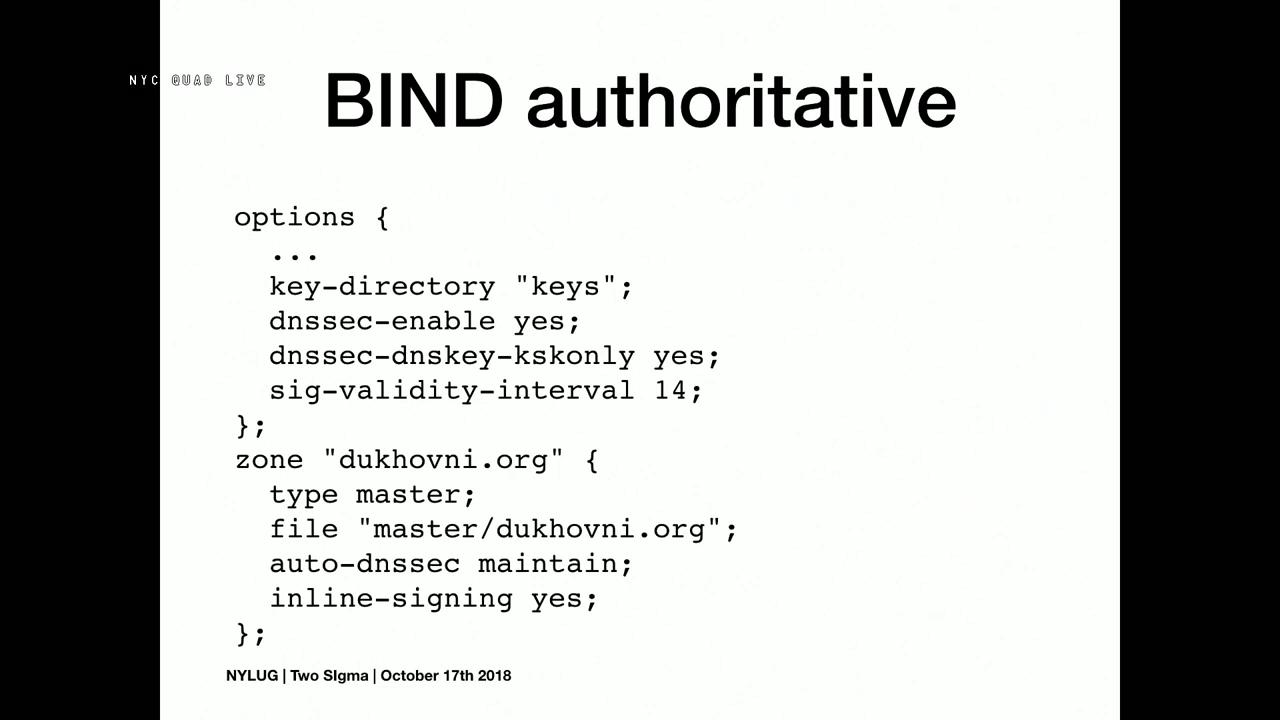 NYC QUAD LIVE
BIND authoritative
options {
...
key-directory "keys";
dnssec-enable yes;
dnssec-dnskey-kskonly yes;
sig-validity-interval 14;
};
zone "dukhovni.org" {
type master;
file "master/dukhovni.org";
auto-dnssec maintain;
inline-signing yes;
};
NYLUG | Two SIgma | October 17th 2018